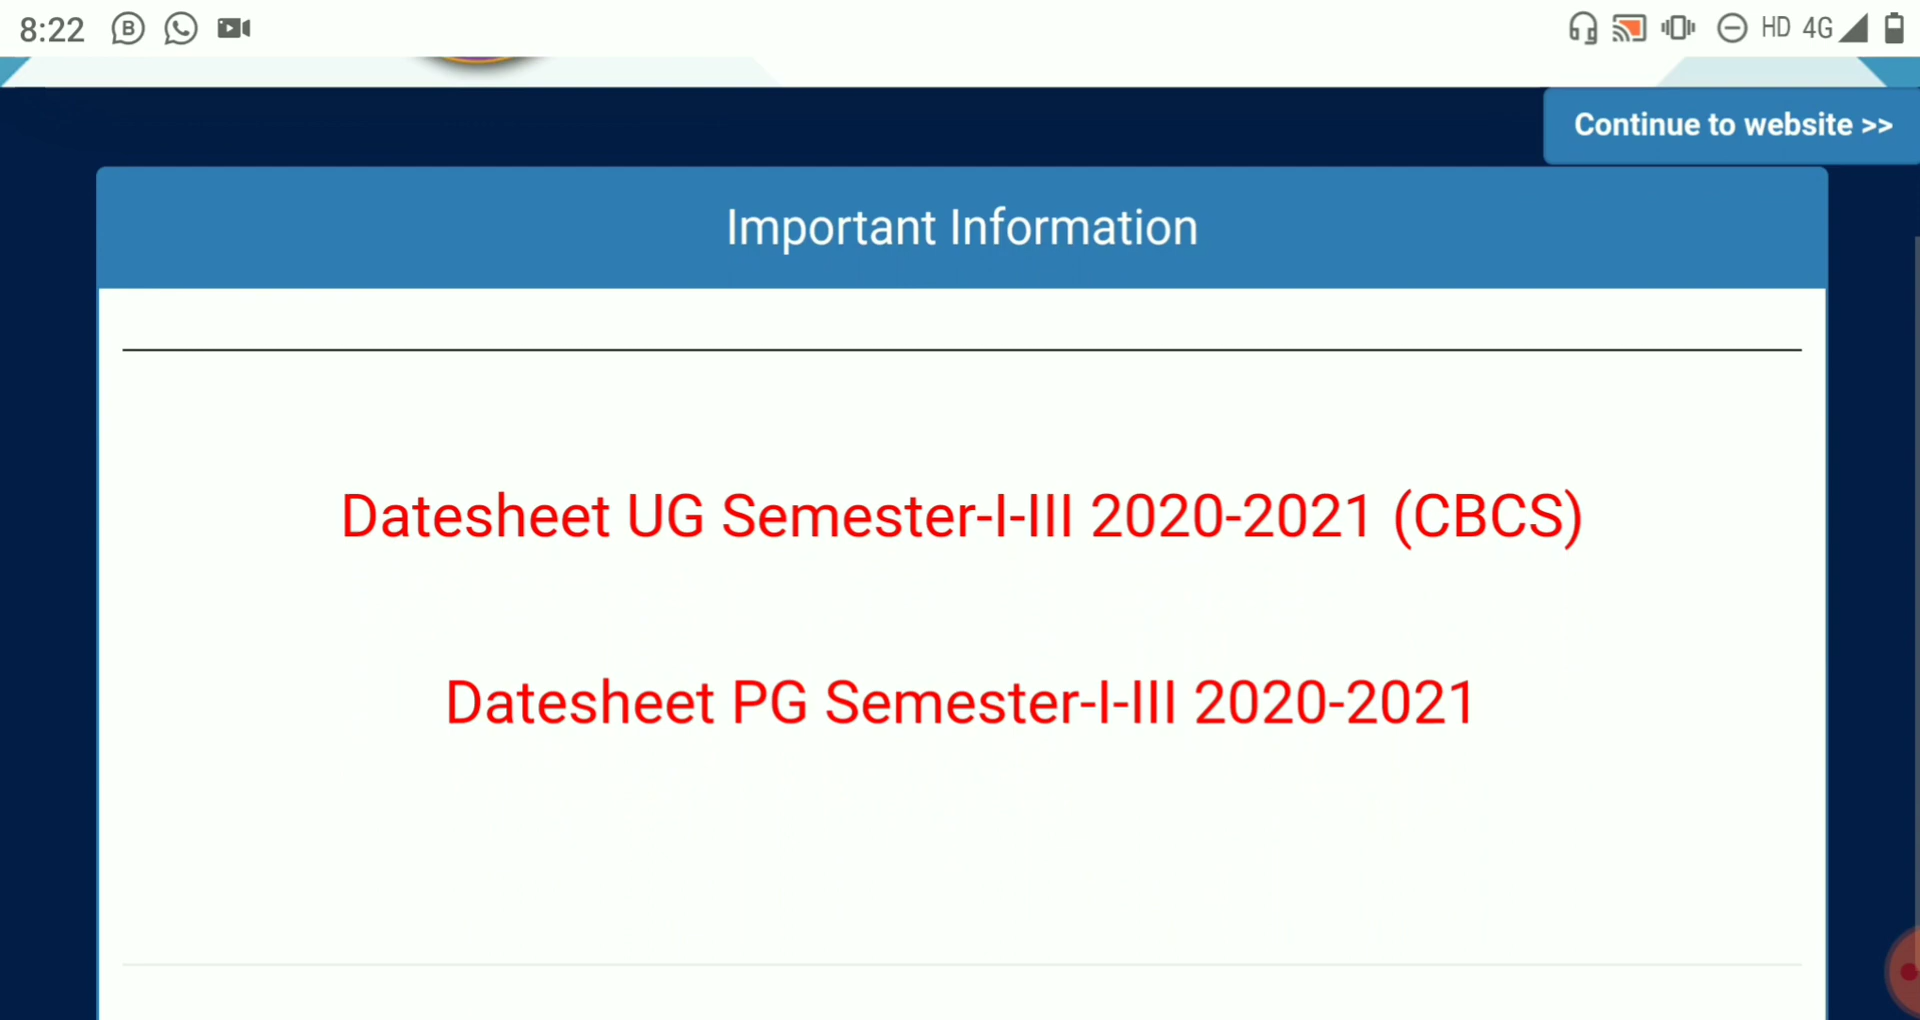 8:22
HD 4G
Continue to website >>
Important Information
Datesheet UG Semester-I-III 2020-2021 (CBCS)
Datesheet PG Semester-I-III 2020-2021